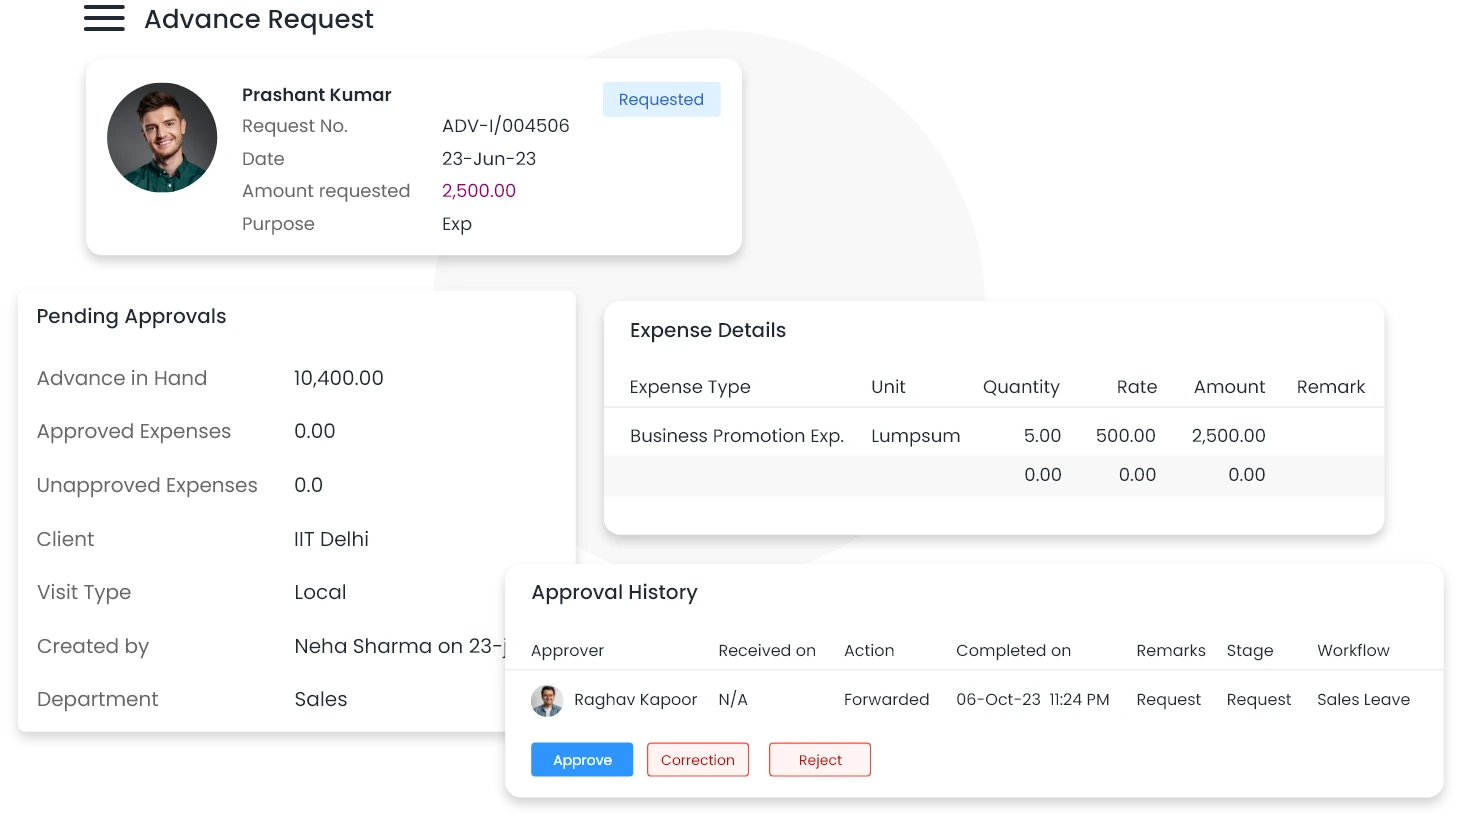 Advance Request
Prashant Kumar
Requested
Request No. ADV-I/004506
Date 23-Jun-23
Amount requested 2,500.00
Purpose Exp
Pending Approvals
Advance in Hand 10,400.00
Approved Expenses 0.00
Unapproved Expenses 0.0
Client IIT Delhi
Visit Type Local
Created by Neha Sharma on 23-
Department Sales
Expense Details
Expense Type Unit Quantity Rate Amount Remark
Business Promotion Exp. Lumpsum 5.00 500.00 2,500.00
0.00 0.00 0.00
Approval History
Approver Received on Action Completed on Remarks Stage Workflow
Raghav Kapoor N/A Forwarded 06-Oct-23 11:24 PM Request Request Sales Leave
Approve Correction Reject